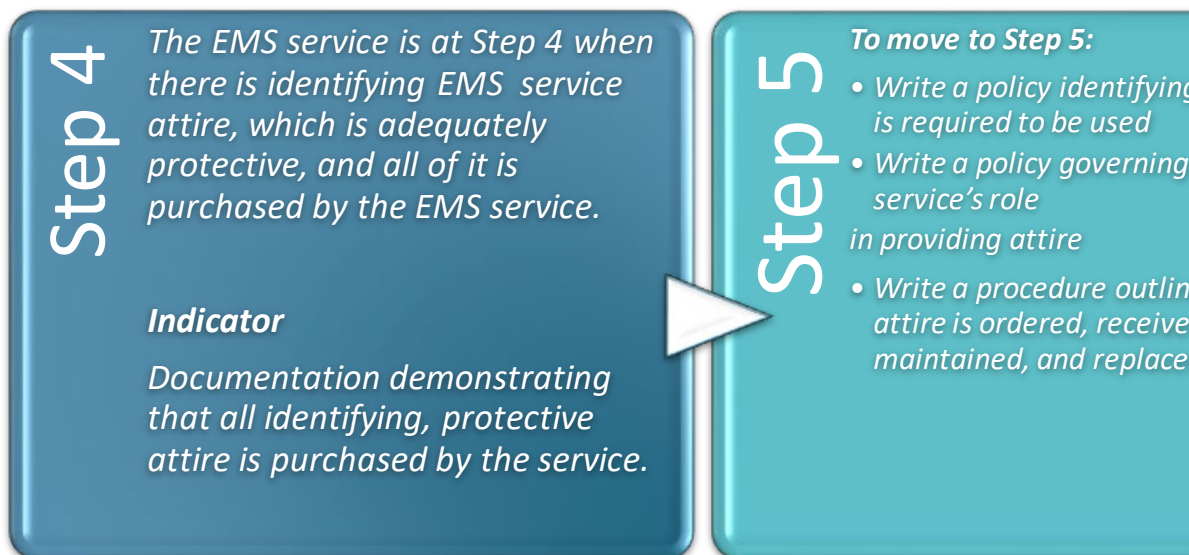 Step 4
The EMS service is at Step 4 when
there is identifying EMS service
attire, which is adequately
protective, and all of it is
purchased by the EMS service.
Indicator
Documentation demonstrating
that all identifying, protective
attire is purchased by the service.
Step 5
To move to Step 5:
• Write a policy identifying
is required to be used
• Write a policy governing
service's role
in providing attire
• Write a procedure
attire is ordered,
maintained, and